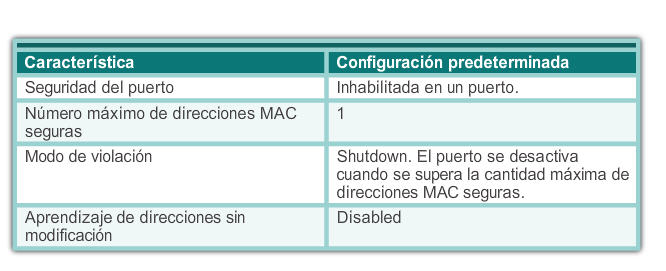 Característica
Configuración predeterminada
Seguridad del puerto
Inhabilitada en un puerto.
Número máximo de direcciones MAC
seguras
1
Modo de violación
Shutdown. El puerto se desactiva
cuando se supera la cantidad máxima de
direcciones MAC seguras.
Aprendizaje de direcciones sin
modificación
Disabled